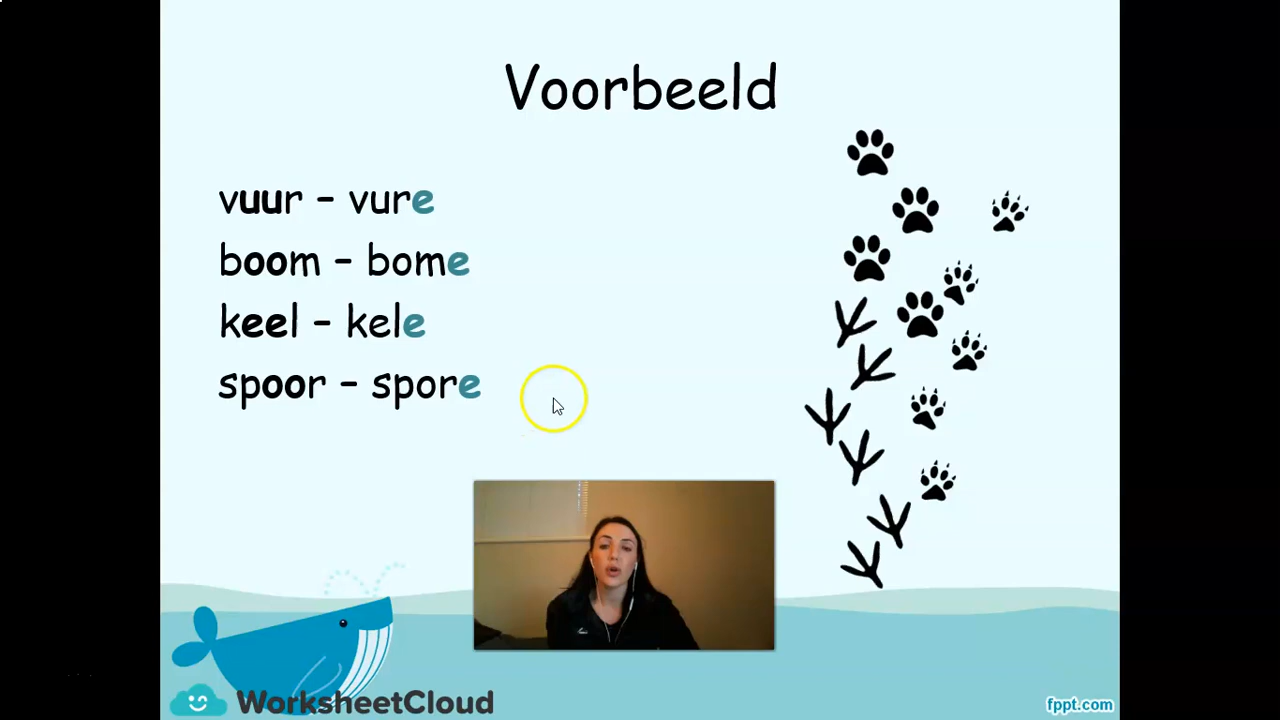 Voorbeeld
vuur – vure
boom – bome
keel – kele
spoor – spore
WorksheetCloud
fppt.com